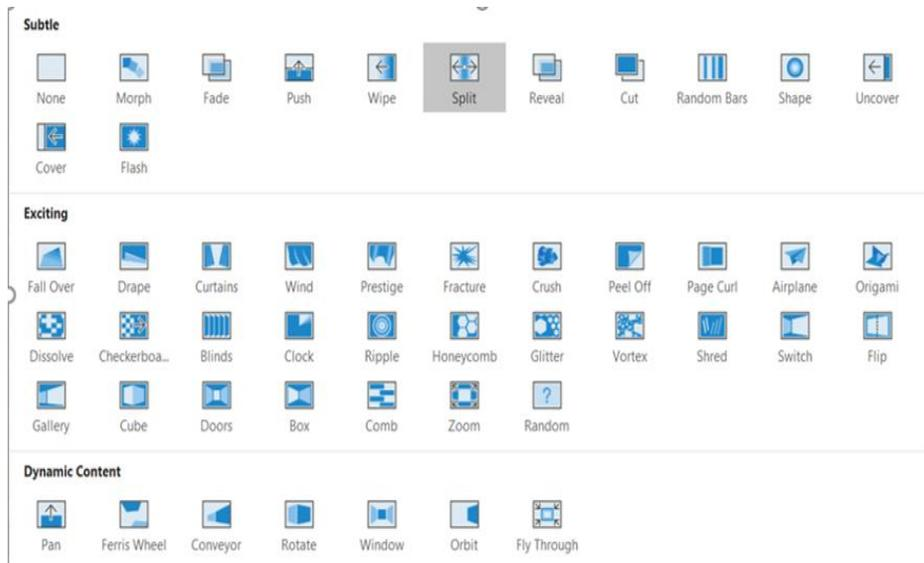 Subtle
None Morph Fade Push Wipe Split Reveal Cut Random Bars Shape Uncover
Cover Flash
Exciting
Fall Over Drape Curtains Wind Prestige Fracture Crush Peel Off Page Curl Airplane Origami
Dissolve Checkerboa... Blinds Clock Ripple Honeycomb Glitter Vortex Shred Switch Flip
Gallery Cube Doors Box Comb Zoom Random
Dynamic Content
Pan Ferris Wheel Conveyor Rotate Window Orbit Fly Through